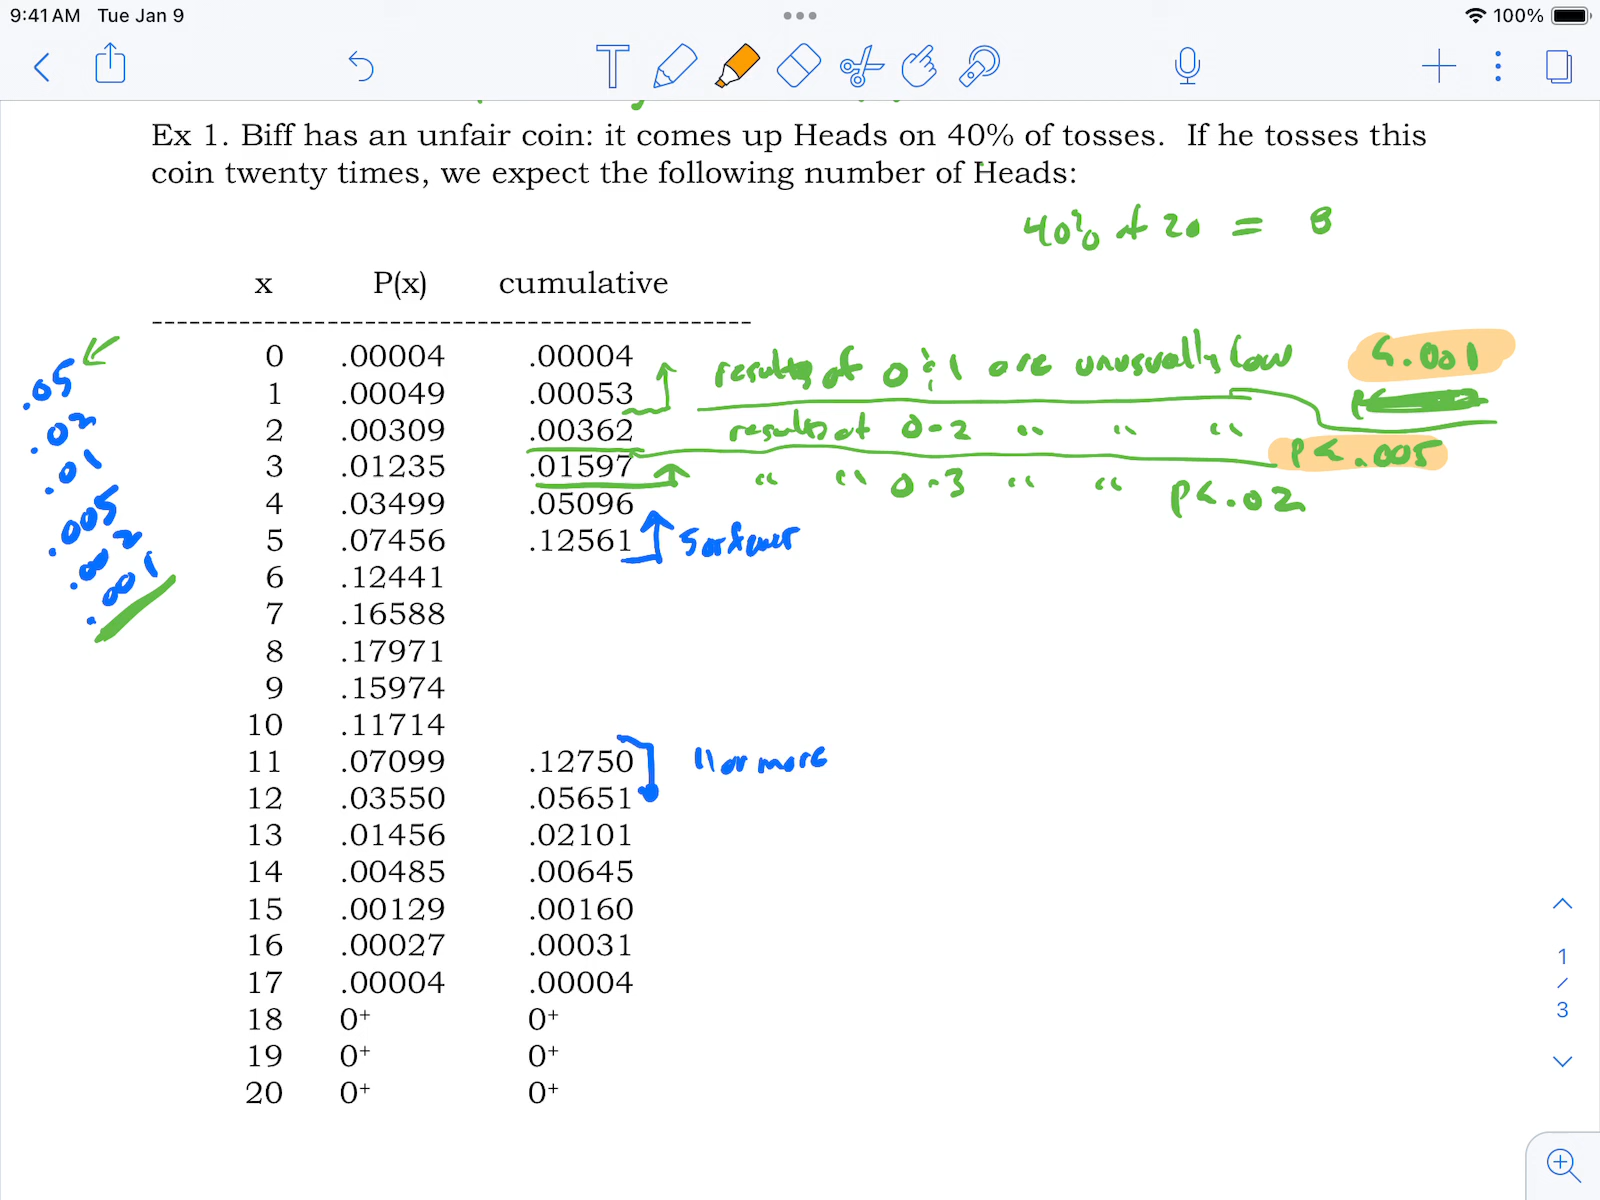 9:41 AM Tue Jan 9 100%
Ex 1. Biff has an unfair coin: it comes up Heads on 40% of tosses. If he tosses this
coin twenty times, we expect the following number of Heads:
40% of 20 = 8
x P(x) cumulative
------------------------------------------------
0 .00004 .00004 results of 0 & 1 are unusually low <.001
1 .00049 .00053
2 .00309 .00362 results of 0-2 " " " P<.005
3 .01235 .01597 " " 0-3 " " P<.02
4 .03499 .05096
5 .07456 .12561 5 or fewer
6 .12441
7 .16588
8 .17971
9 .15974
10 .11714
11 .07099 .12750 11 or more
12 .03550 .05651
13 .01456 .02101
14 .00485 .00645
15 .00129 .00160
16 .00027 .00031
17 .00004 .00004
18 0⁺ 0⁺
19 0⁺ 0⁺
20 0⁺ 0⁺
.05
.02
.01
.005
.002
.001
1
/
3